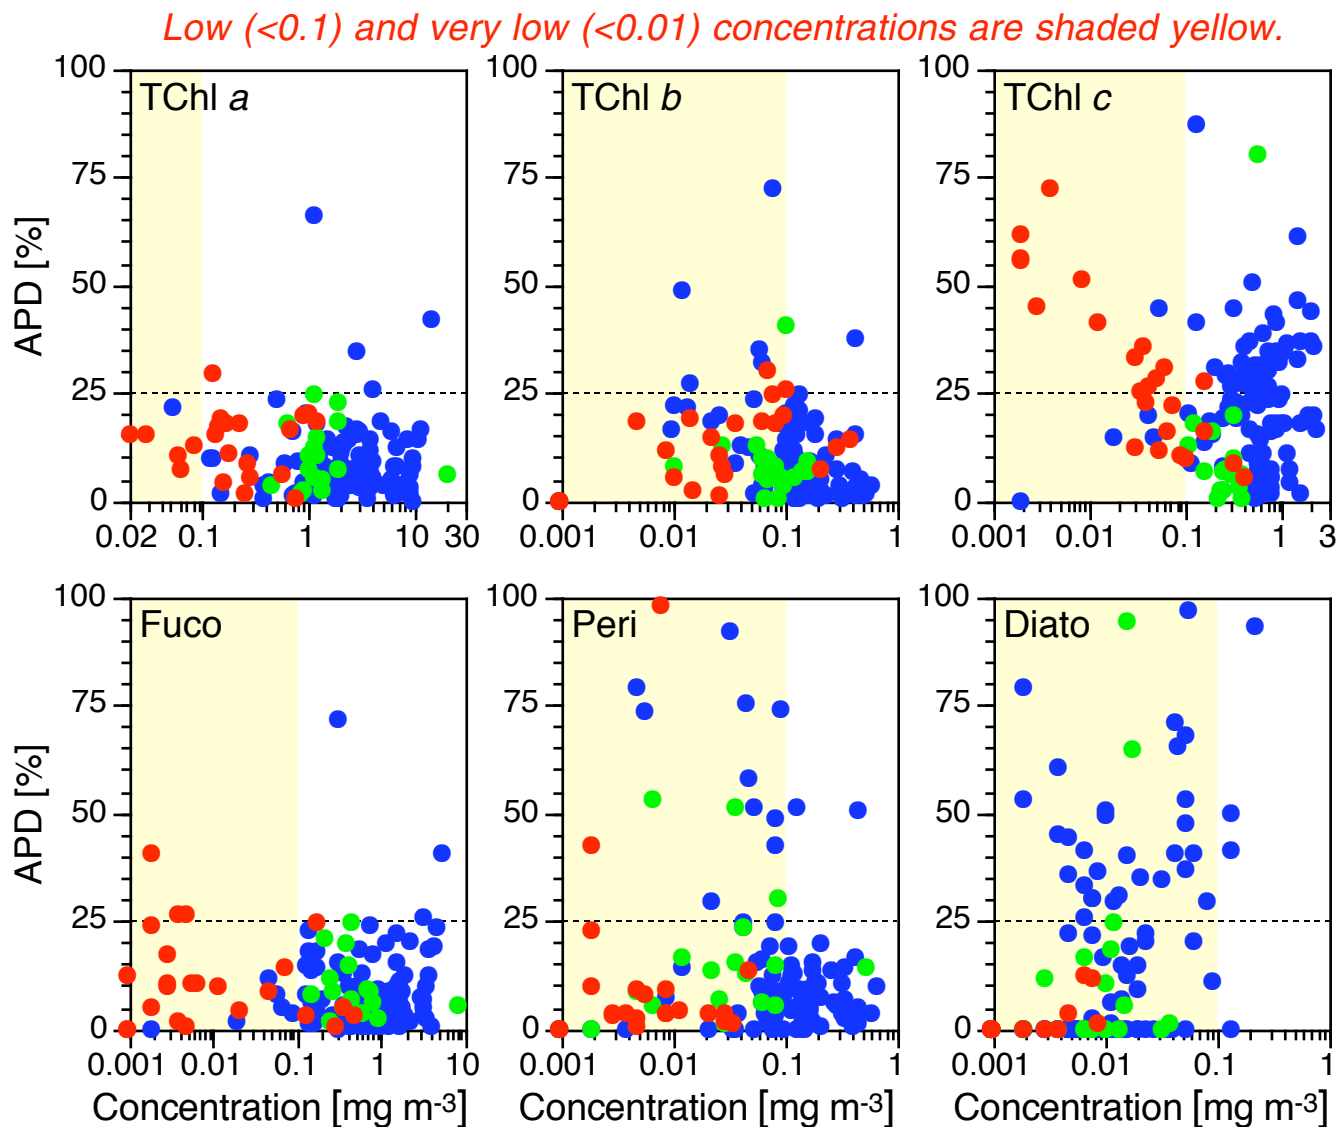 Low (<0.1) and very low (<0.01) concentrations are shaded yellow.
100 100 100
TChl a TChl b TChl c
75 75 75
APD [%]
50 50 50
25 25 25
0 0 0
0.02 0.1 1 10 30 0.001 0.01 0.1 1 0.001 0.01 0.1 1 3
100 100 100
Fuco Peri Diato
75 75 75
APD [%]
50 50 50
25 25 25
0 0 0
0.001 0.01 0.1 1 10 0.001 0.01 0.1 1 0.001 0.01 0.1 1
Concentration [mg m-3] Concentration [mg m-3] Concentration [mg m-3]